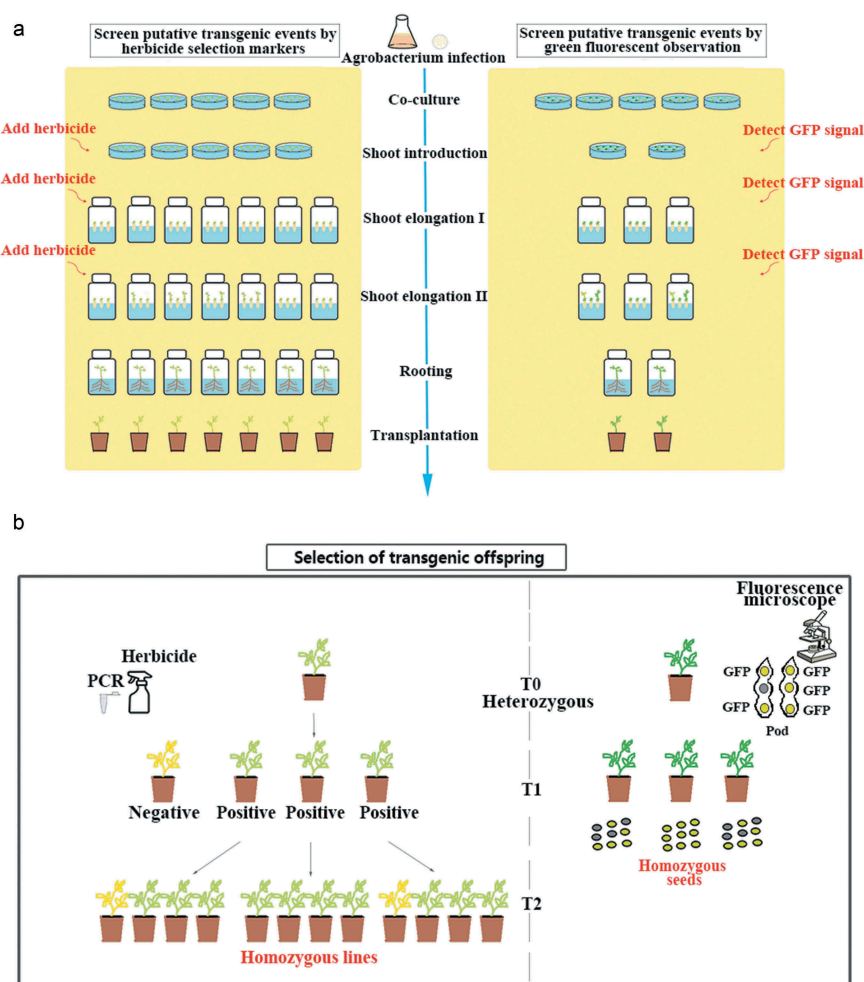 a
Screen putative transgenic events by
herbicide selection markers
Screen putative transgenic events by
green fluorescent observation
Agrobacterium infection
Co-culture
Add herbicide
Shoot introduction
Detect GFP signal
Add herbicide
Shoot elongation I
Detect GFP signal
Add herbicide
Shoot elongation II
Detect GFP signal
Rooting
Transplantation
b
Selection of transgenic offspring
PCR
Herbicide
T0
Heterozygous
Fluorescence
microscope
GFP
GFP
GFP
GFP
GFP
Pod
Negative
Positive
Positive
Positive
T1
Homozygous
seeds
T2
Homozygous lines